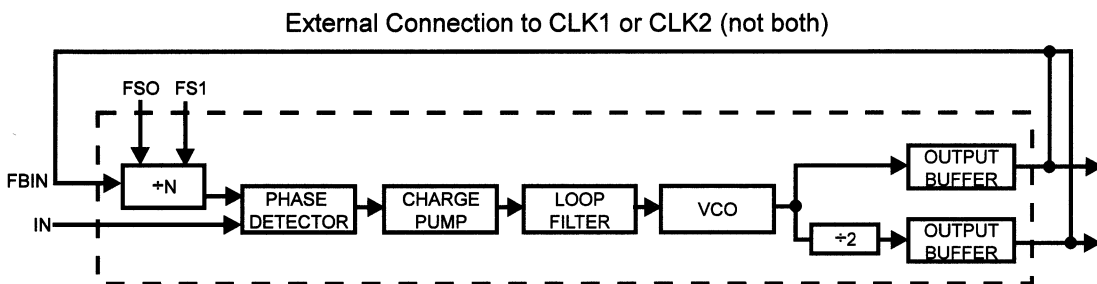 External Connection to CLK1 or CLK2 (not both)
FSO FS1
FBIN
÷N
IN
PHASE
DETECTOR
CHARGE
PUMP
LOOP
FILTER
VCO
OUTPUT
BUFFER
÷2
OUTPUT
BUFFER